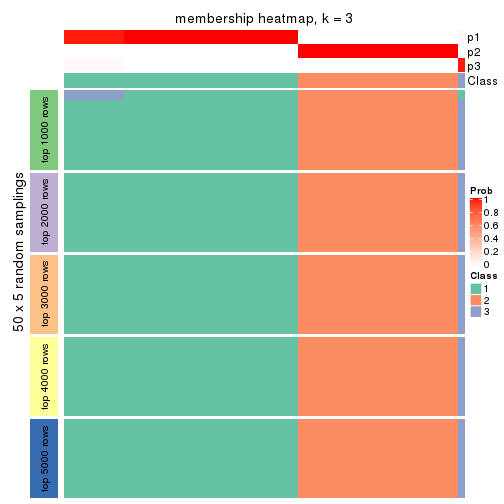 membership heatmap, k = 3
p1
p2
p3
Class
50 x 5 random samplings
top 1000 rows
top 2000 rows
top 3000 rows
top 4000 rows
top 5000 rows
Prob
1
0.8
0.6
0.4
0.2
0
Class
1
2
3